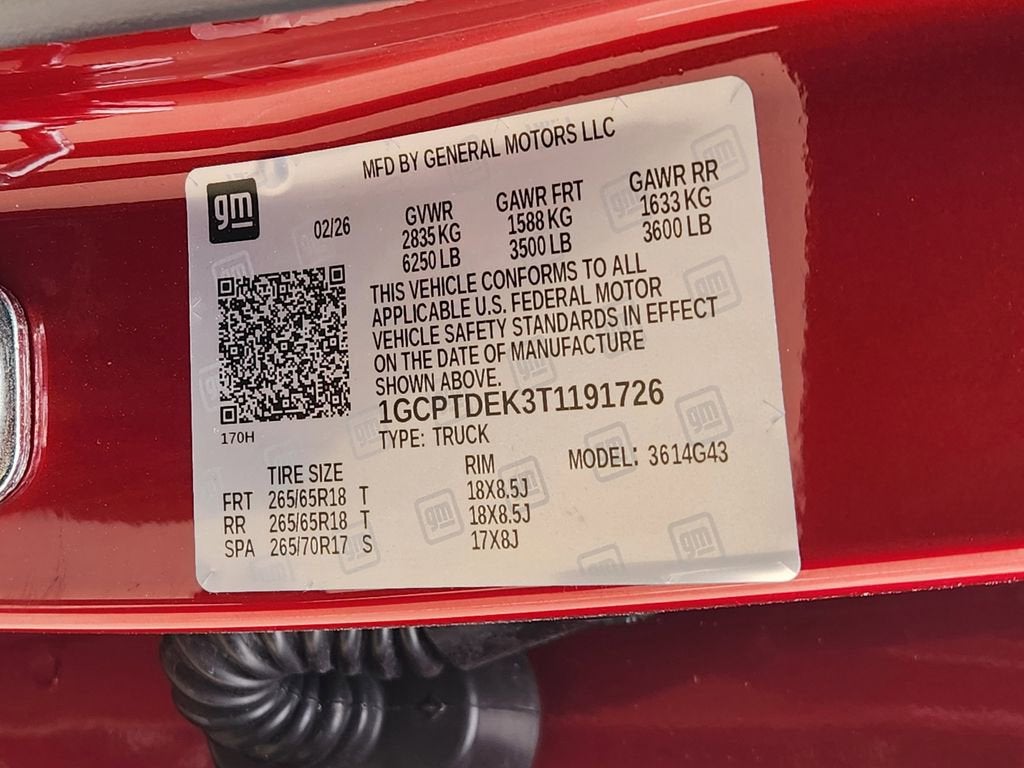 MFD BY GENERAL MOTORS LLC
gm
02/26
GVWR GAWR FRT GAWR RR
2835 KG 1588 KG 1633 KG
6250 LB 3500 LB 3600 LB
THIS VEHICLE CONFORMS TO ALL
APPLICABLE U.S. FEDERAL MOTOR
VEHICLE SAFETY STANDARDS IN EFFECT
ON THE DATE OF MANUFACTURE
SHOWN ABOVE.
1GCPTDEK3T1191726
170H
TYPE: TRUCK
MODEL: 3614G43
TIRE SIZE RIM
FRT 265/65R18 T 18X8.5J
RR 265/65R18 T 18X8.5J
SPA 265/70R17 S 17X8J